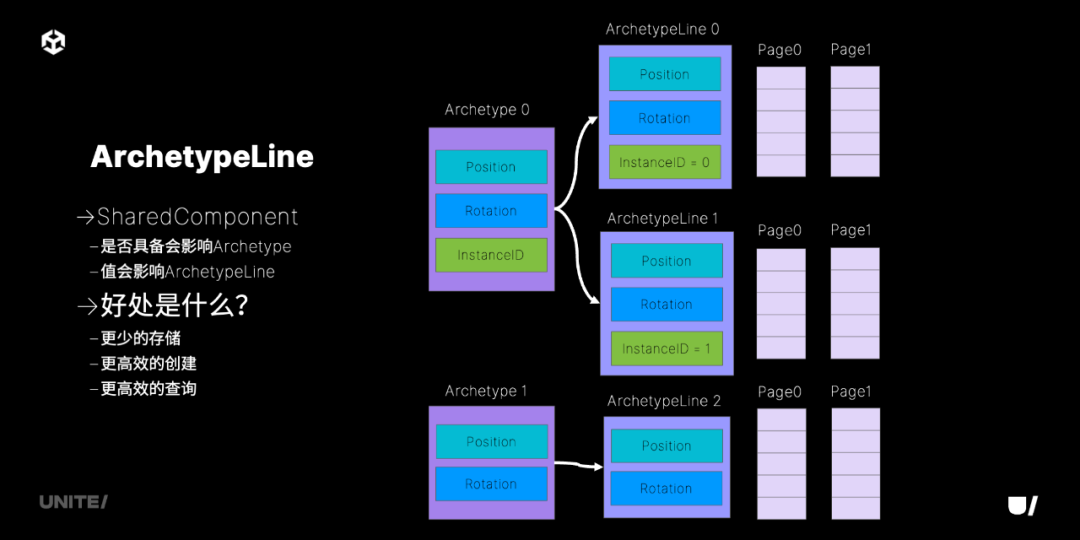 ArchetypeLine
→SharedComponent
–是否具备会影响Archetype
–值会影响ArchetypeLine
→好处是什么?
–更少的存储
–更高效的创建
–更高效的查询
UNITE/
Archetype 0
Position
Rotation
InstanceID
ArchetypeLine 0
Position
Rotation
InstanceID = 0
Page0
Page1
ArchetypeLine 1
Position
Rotation
InstanceID = 1
Page0
Page1
Archetype 1
Position
Rotation
ArchetypeLine 2
Position
Rotation
Page0
Page1
U/